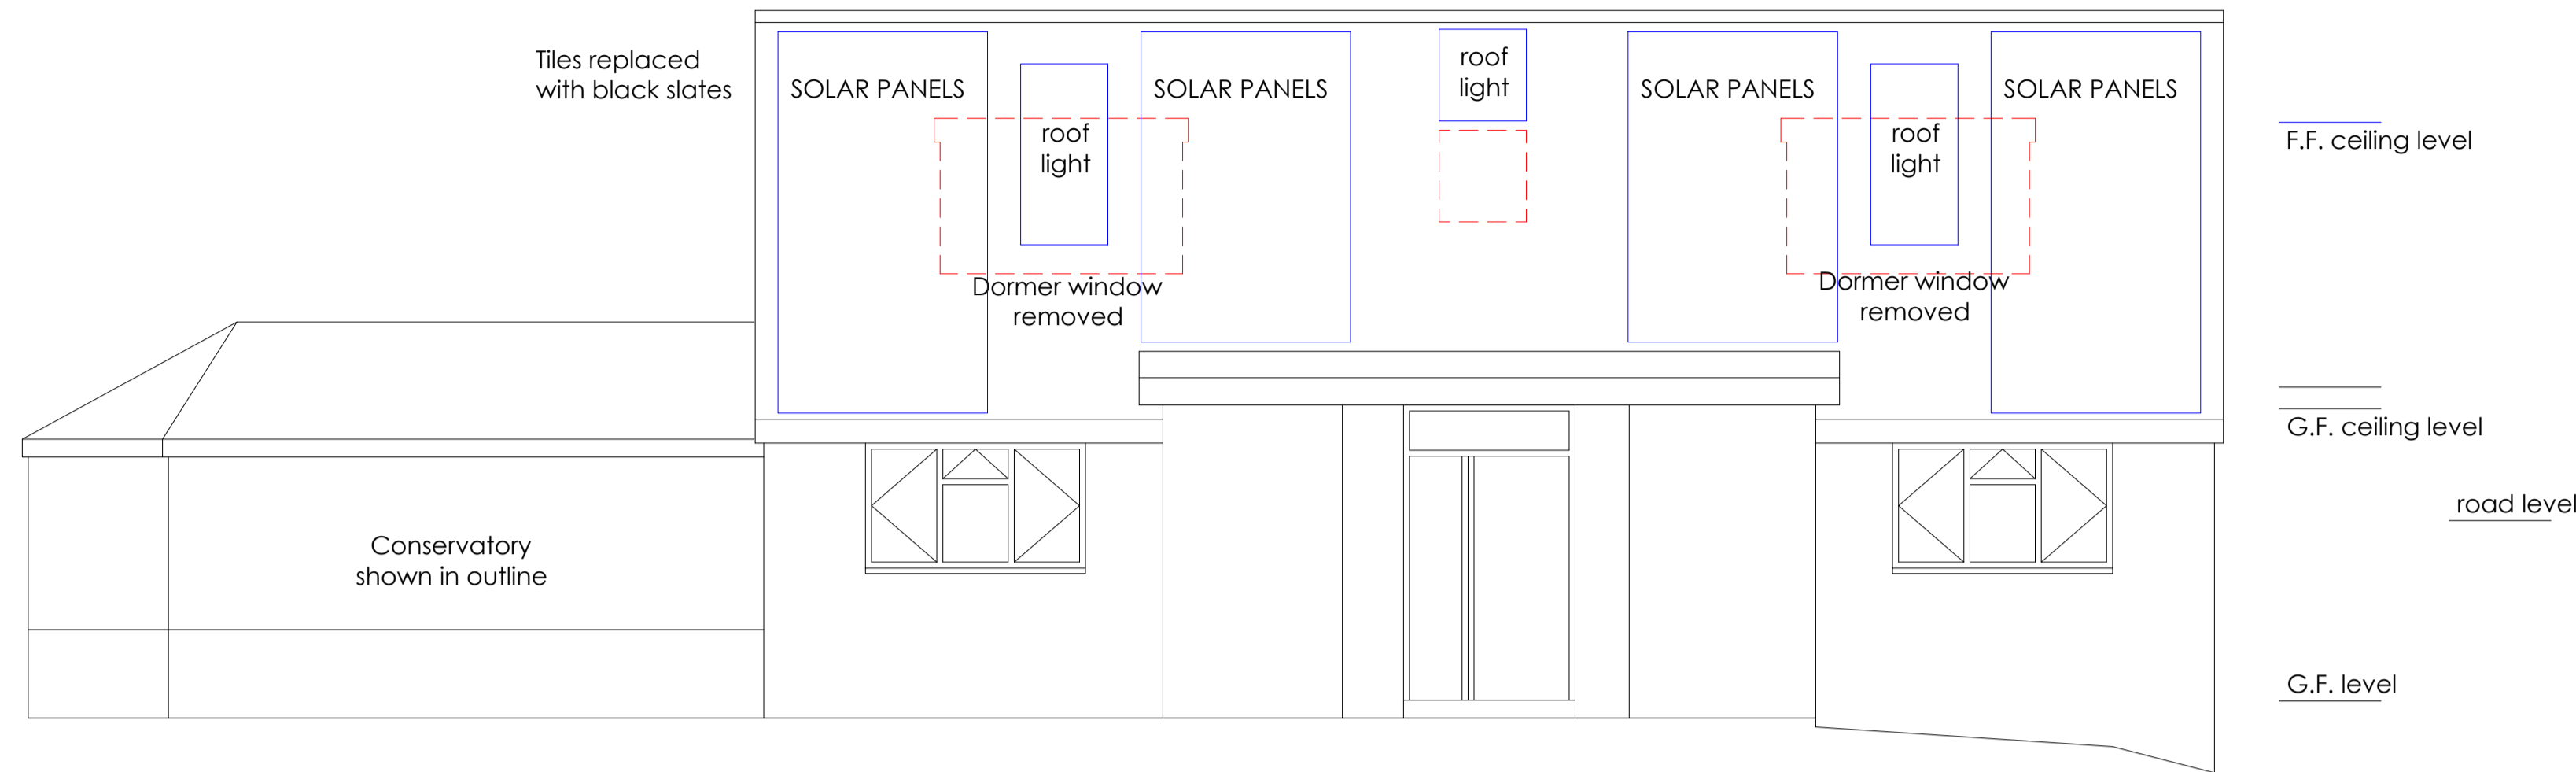 Tiles replaced
with black slates
SOLAR PANELS
roof
light
SOLAR PANELS
roof
light
SOLAR PANELS
roof
light
SOLAR PANELS
Dormer window
removed
Dormer window
removed
F.F. ceiling level
G.F. ceiling level
road level
G.F. level
Conservatory
shown in outline